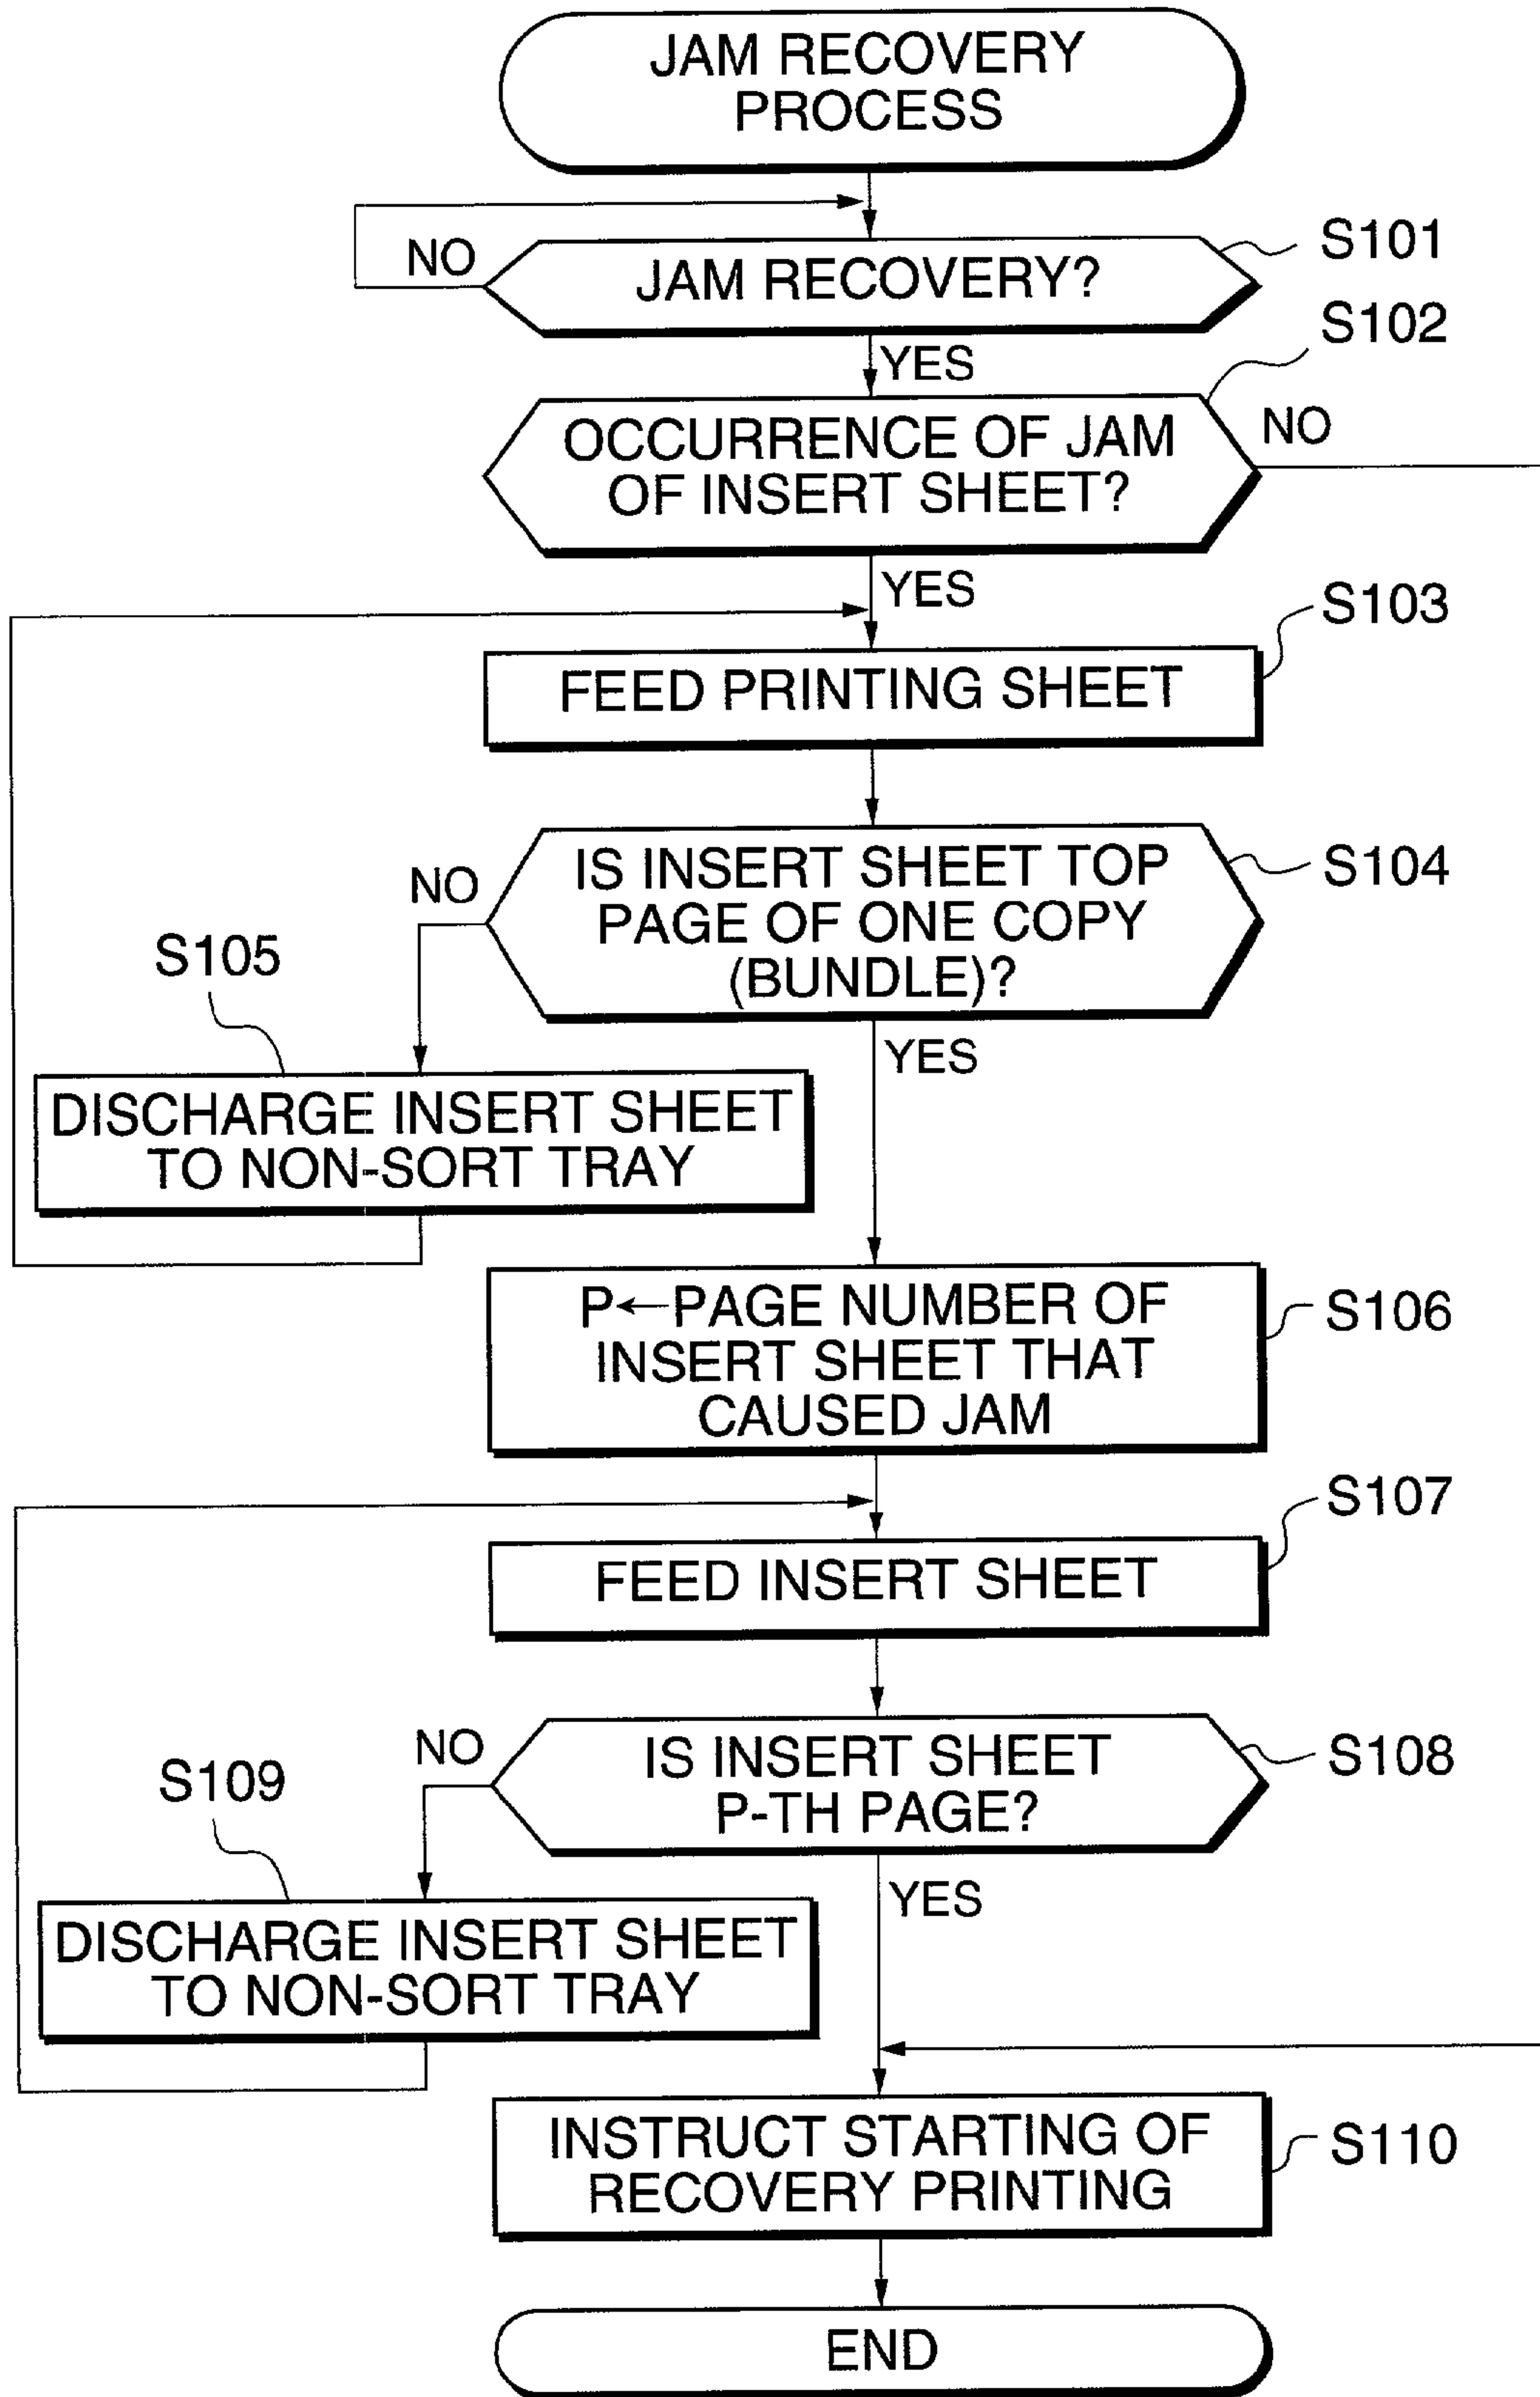 JAM RECOVERY
PROCESS
NO
JAM RECOVERY?
S101
YES
S102
OCCURRENCE OF JAM
OF INSERT SHEET?
NO
YES
S103
FEED PRINTING SHEET
NO
IS INSERT SHEET TOP
PAGE OF ONE COPY
(BUNDLE)?
S104
S105
YES
DISCHARGE INSERT SHEET
TO NON-SORT TRAY
P←PAGE NUMBER OF
INSERT SHEET THAT
CAUSED JAM
S106
S107
FEED INSERT SHEET
NO
IS INSERT SHEET
P-TH PAGE?
S108
S109
YES
DISCHARGE INSERT SHEET
TO NON-SORT TRAY
INSTRUCT STARTING OF
RECOVERY PRINTING
S110
END